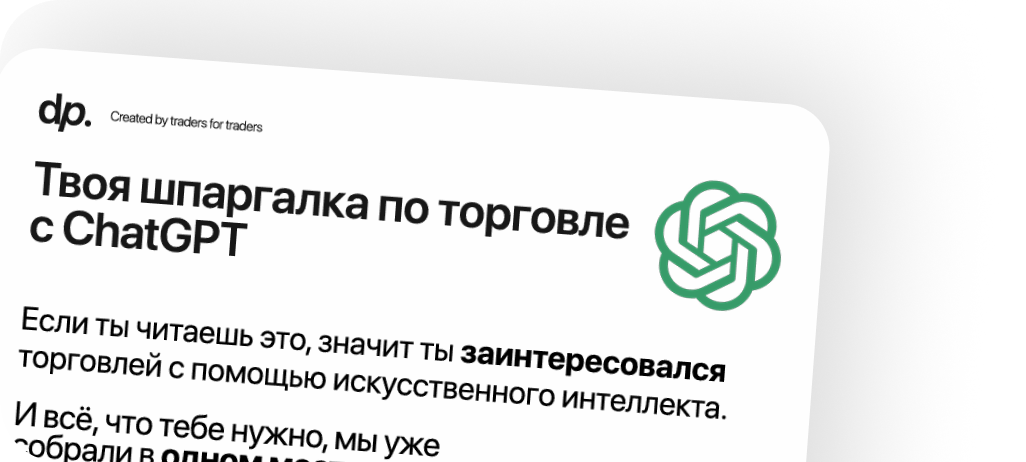 dp.
Created by traders for traders
Твоя шпаргалка по торговле
с ChatGPT
Если ты читаешь это, значит ты заинтересовался
торговлей с помощью искусственного интеллекта.
И всё, что тебе нужно, мы уже
собрали в одном